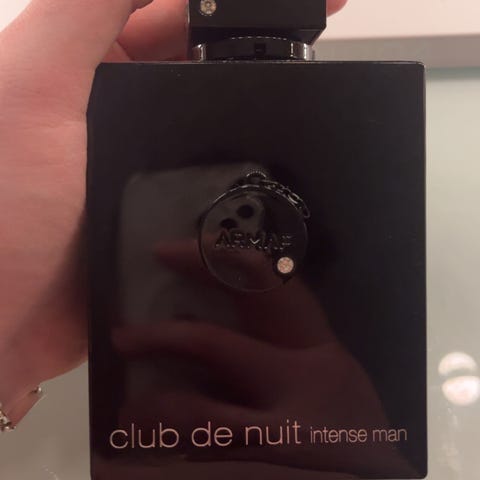 ARMAF
club de nuit intense man